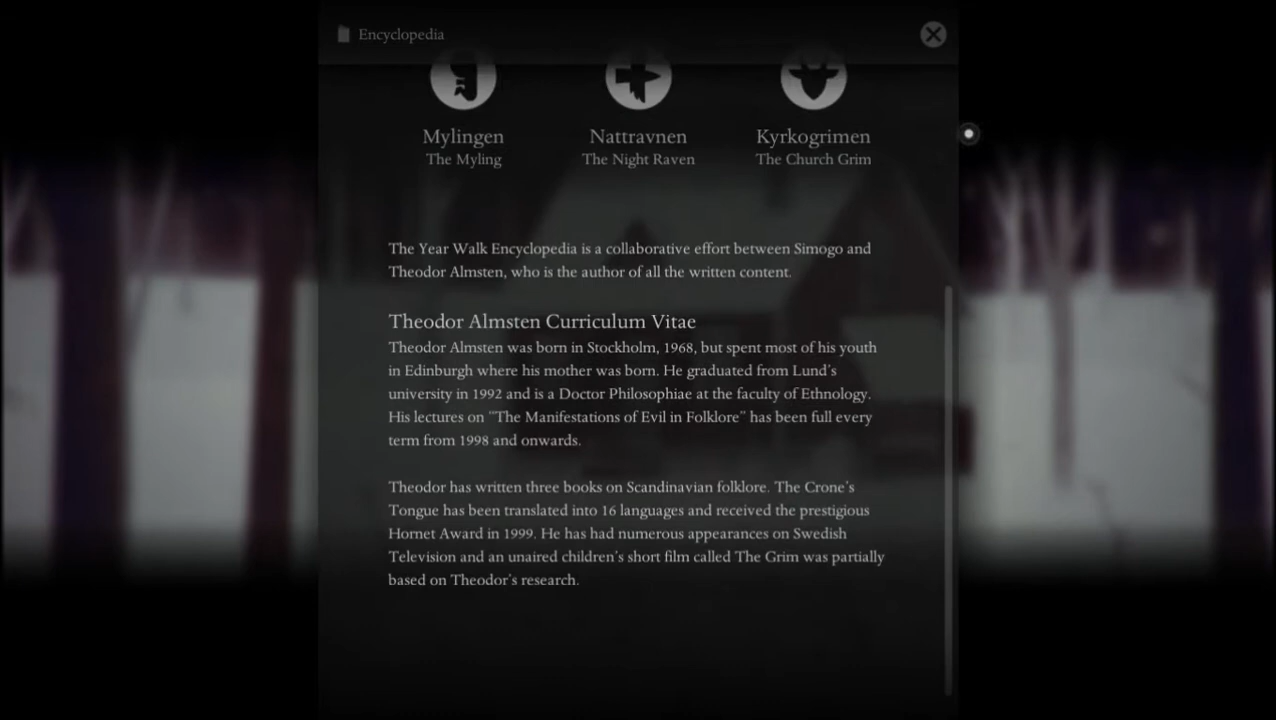 Encyclopedia
Mylingen
The Myling
Nattravnen
The Night Raven
Kyrkogrimen
The Church Grim
The Year Walk Encyclopedia is a collaborative effort between Simogo and
Theodor Almsten, who is the author of all the written content.
Theodor Almsten Curriculum Vitae
Theodor Almsten was born in Stockholm, 1968, but spent most of his youth
in Edinburgh where his mother was born. He graduated from Lund's
university in 1992 and is a Doctor Philosophiae at the faculty of Ethnology.
His lectures on "The Manifestations of Evil in Folklore" has been full every
term from 1998 and onwards.
Theodor has written three books on Scandinavian folklore. The Crone's
Tongue has been translated into 16 languages and received the prestigious
Hornet Award in 1999. He has had numerous appearances on Swedish
Television and an unaired children's short film called The Grim was partially
based on Theodor's research.